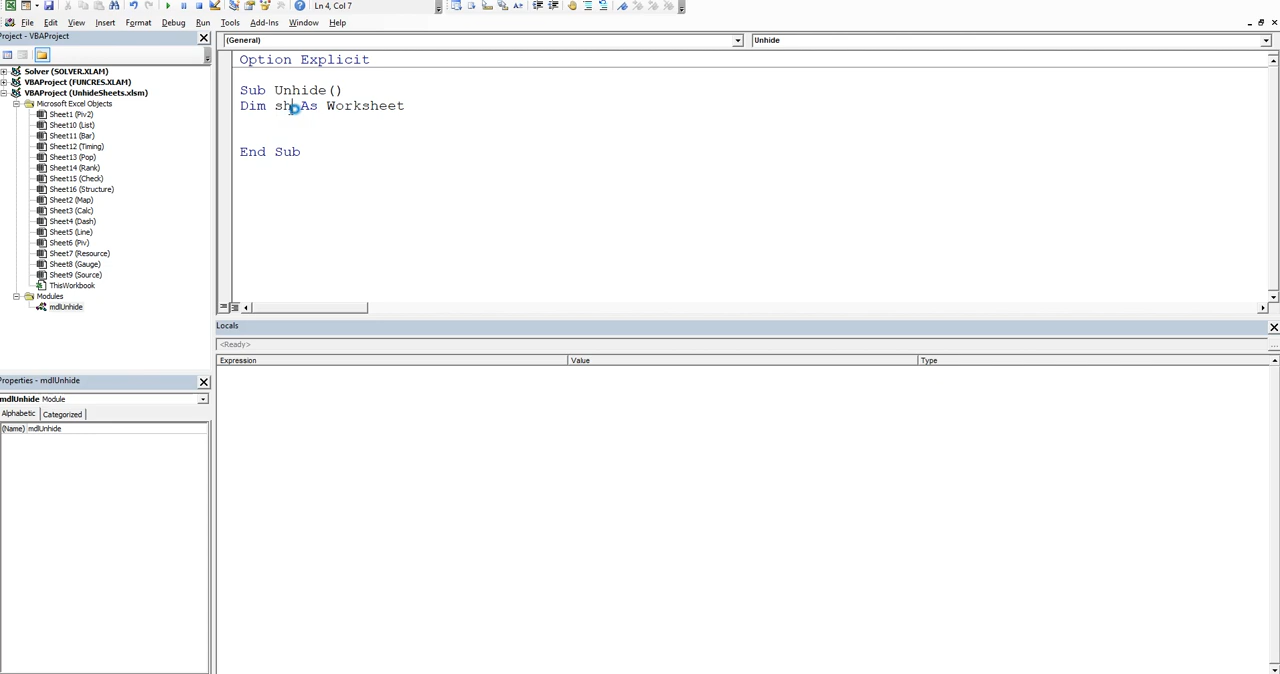 Ln 4, Col 7
File Edit View Insert Format Debug Run Tools Add-Ins Window Help
Project - VBAProject
Solver (SOLVER.XLAM)
VBAProject (FUNCRES.XLAM)
VBAProject (UnhideSheets.xlsm)
Microsoft Excel Objects
Sheet1 (Piv2)
Sheet10 (List)
Sheet11 (Bar)
Sheet12 (Timing)
Sheet13 (Pop)
Sheet14 (Rank)
Sheet15 (Check)
Sheet16 (Structure)
Sheet2 (Map)
Sheet3 (Calc)
Sheet4 (Dash)
Sheet5 (Line)
Sheet6 (Piv)
Sheet7 (Resource)
Sheet8 (Gauge)
Sheet9 (Source)
ThisWorkbook
Modules
mdlUnhide
Properties - mdlUnhide
mdlUnhide Module
Alphabetic Categorized
(Name) mdlUnhide
(General) Unhide
Option Explicit
Sub Unhide()
Dim sh As Worksheet
End Sub
Locals
<Ready>
Expression Value Type